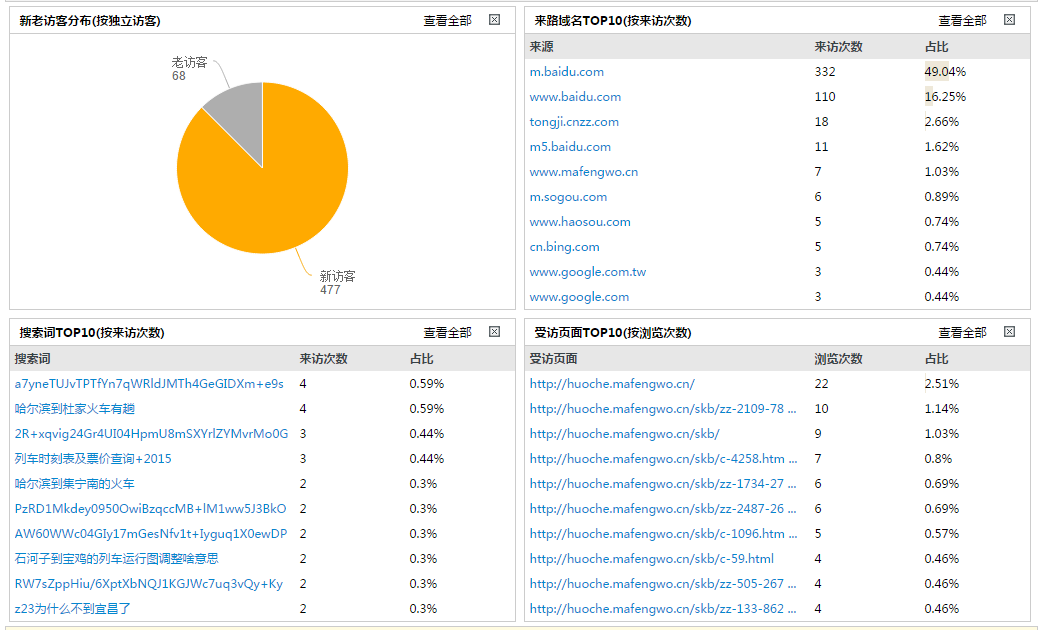 新老访客分布(按独立访客) 查看全部
老访客
68
新访客
477
来路域名TOP10(按来访次数) 查看全部
来源 来访次数 占比
m.baidu.com 332 49.04%
www.baidu.com 110 16.25%
tongji.cnzz.com 18 2.66%
m5.baidu.com 11 1.62%
www.mafengwo.cn 7 1.03%
m.sogou.com 6 0.89%
www.haosou.com 5 0.74%
cn.bing.com 5 0.74%
www.google.com.tw 3 0.44%
www.google.com 3 0.44%
搜索词TOP10(按来访次数) 查看全部
搜索词 来访次数 占比
a7yneTUJvTPTfYn7qWRldJMTh4GeGIDXm+e9s 4 0.59%
哈尔滨到杜家火车有趟 4 0.59%
2R+xqvig24Gr4UI04HpmU8mSXYrlZYMvrMo0G 3 0.44%
列车时刻表及票价查询+2015 3 0.44%
哈尔滨到集宁南的火车 2 0.3%
PzRD1Mkdey0950OwiBzqccMB+lM1ww5J3BkO 2 0.3%
AW60WWc04GIy17mGesNfv1t+Iyguq1X0ewDP 2 0.3%
石河子到宝鸡的列车运行图调整啥意思 2 0.3%
RW7sZppHiu/6XptXbNQJ1KGJWc7uq3vQy+Ky 2 0.3%
z23为什么不到宜昌了 2 0.3%
受访页面TOP10(按浏览次数) 查看全部
受访页面 浏览次数 占比
http://huoche.mafengwo.cn/ 22 2.51%
http://huoche.mafengwo.cn/skb/zz-2109-78 ... 10 1.14%
http://huoche.mafengwo.cn/skb/ 9 1.03%
http://huoche.mafengwo.cn/skb/c-4258.htm ... 7 0.8%
http://huoche.mafengwo.cn/skb/zz-1734-27 ... 6 0.69%
http://huoche.mafengwo.cn/skb/zz-2487-26 ... 6 0.69%
http://huoche.mafengwo.cn/skb/c-1096.htm ... 5 0.57%
http://huoche.mafengwo.cn/skb/c-59.html 4 0.46%
http://huoche.mafengwo.cn/skb/zz-505-267 ... 4 0.46%
http://huoche.mafengwo.cn/skb/zz-133-862 ... 4 0.46%